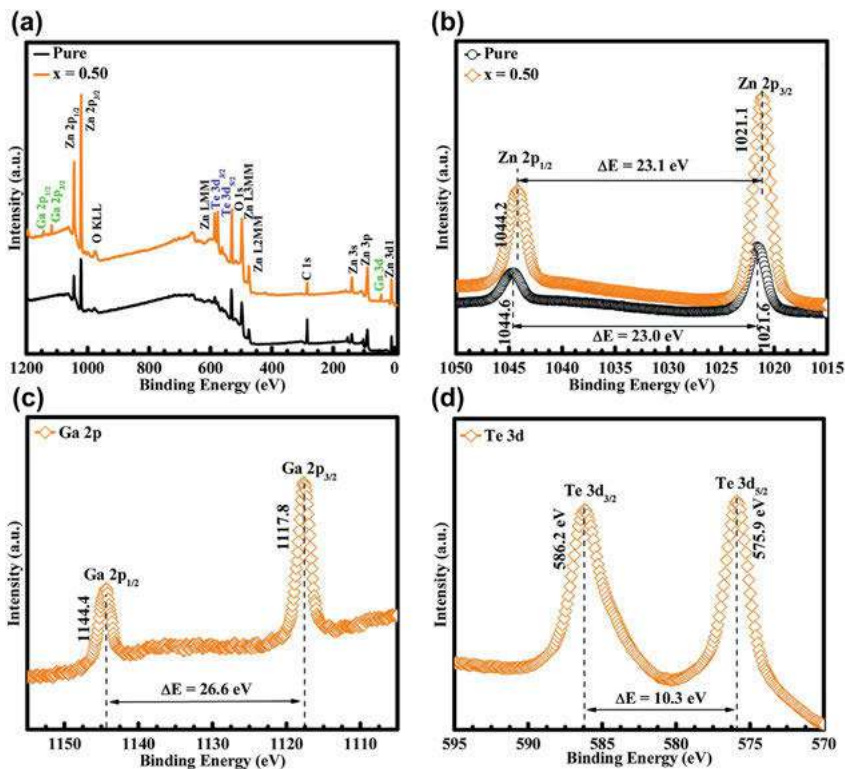 (a)
Pure
x = 0.50
Zn 2p1/2
Zn 2p3/2
Ga 2p1/2
Ga 2p3/2
O KLL
Zn LMM
Te 3d3/2
Te 3d5/2
O 1s
Zn L3MM
Zn L2MM
C 1s
Zn 3s
Zn 3p
Ga 3d
Zn 3d1
Intensity (a.u.)
1200 1000 800 600 400 200 0
Binding Energy (eV)
(b)
Pure
x = 0.50
Zn 2p3/2
1021.1
Zn 2p1/2
ΔE = 23.1 eV
1044.2
1044.6
ΔE = 23.0 eV
1021.6
Intensity (a.u.)
1050 1045 1040 1035 1030 1025 1020 1015
Binding Energy (eV)
(c)
Ga 2p
Ga 2p3/2
1117.8
Ga 2p1/2
1144.4
ΔE = 26.6 eV
Intensity (a.u.)
1150 1140 1130 1120 1110
Binding Energy (eV)
(d)
Te 3d
Te 3d3/2
Te 3d5/2
586.2 eV
575.9 eV
ΔE = 10.3 eV
Intensity (a.u.)
595 590 585 580 575 570
Binding Energy (eV)